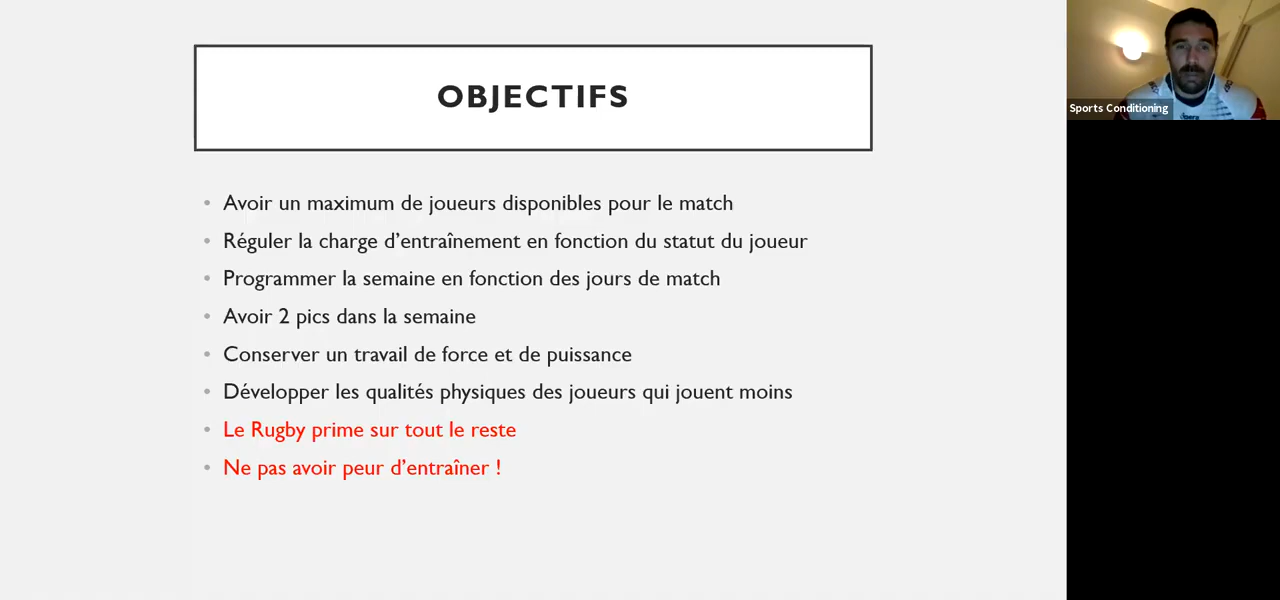 OBJECTIFS
• Avoir un maximum de joueurs disponibles pour le match
• Réguler la charge d’entraînement en fonction du statut du joueur
• Programmer la semaine en fonction des jours de match
• Avoir 2 pics dans la semaine
• Conserver un travail de force et de puissance
• Développer les qualités physiques des joueurs qui jouent moins
• Le Rugby prime sur tout le reste
• Ne pas avoir peur d’entraîner !
Sports Conditioning